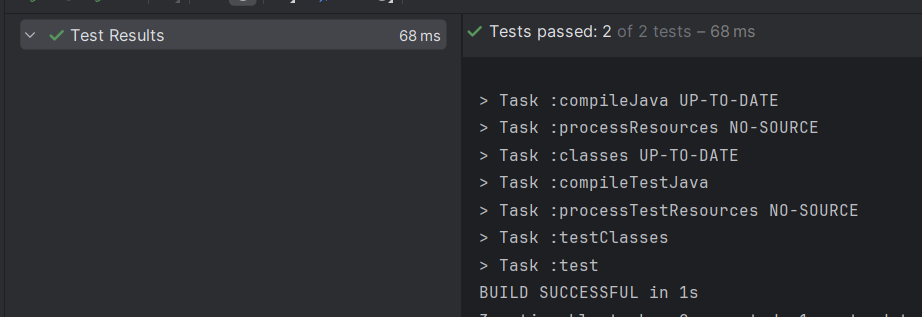 Test Results 68 ms
Tests passed: 2 of 2 tests – 68 ms
> Task :compileJava UP-TO-DATE
> Task :processResources NO-SOURCE
> Task :classes UP-TO-DATE
> Task :compileTestJava
> Task :processTestResources NO-SOURCE
> Task :testClasses
> Task :test
BUILD SUCCESSFUL in 1s